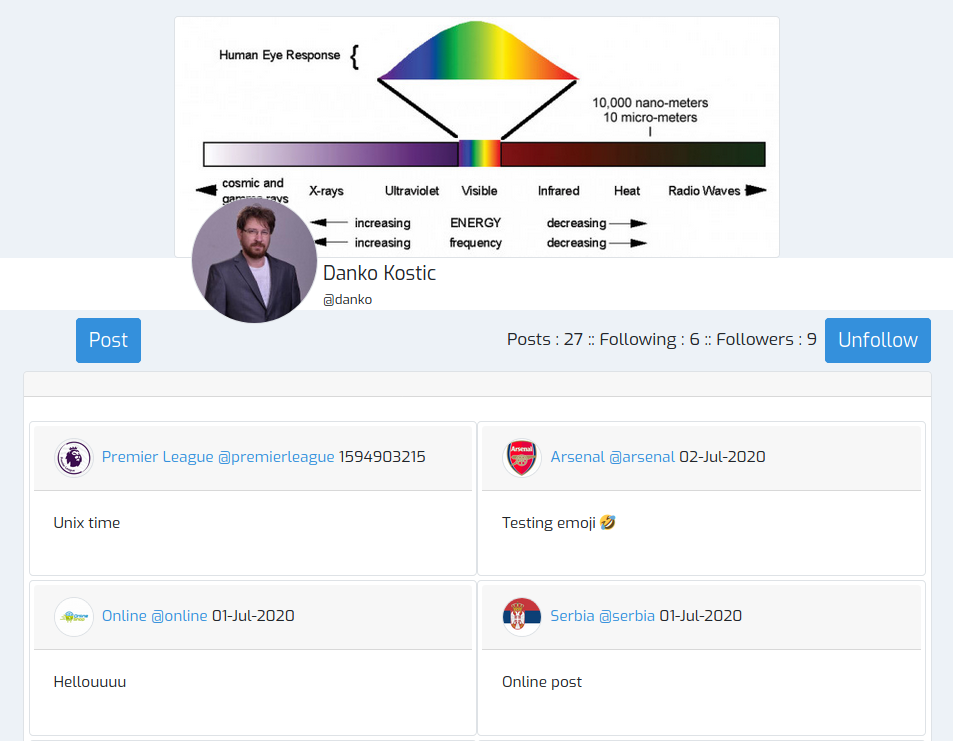 Human Eye Response {
10,000 nano-meters
10 micro-meters
cosmic and
gamma rays
X-rays
Ultraviolet
Visible
Infrared
Heat
Radio Waves
increasing ENERGY decreasing
increasing frequency decreasing
Danko Kostic
@danko
Post
Posts : 27 :: Following : 6 :: Followers : 9
Unfollow
Premier League @premierleague 1594903215
Unix time
Arsenal
Arsenal @arsenal 02-Jul-2020
Testing emoji 🤣
Online @online 01-Jul-2020
Hellouuuu
Serbia @serbia 01-Jul-2020
Online post